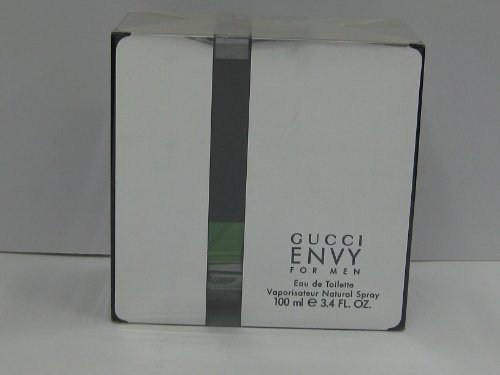 GUCCI
ENVY
FOR MEN
Eau de Toilette
Vaporisateur Natural Spray
100 ml e 3.4 FL. OZ.